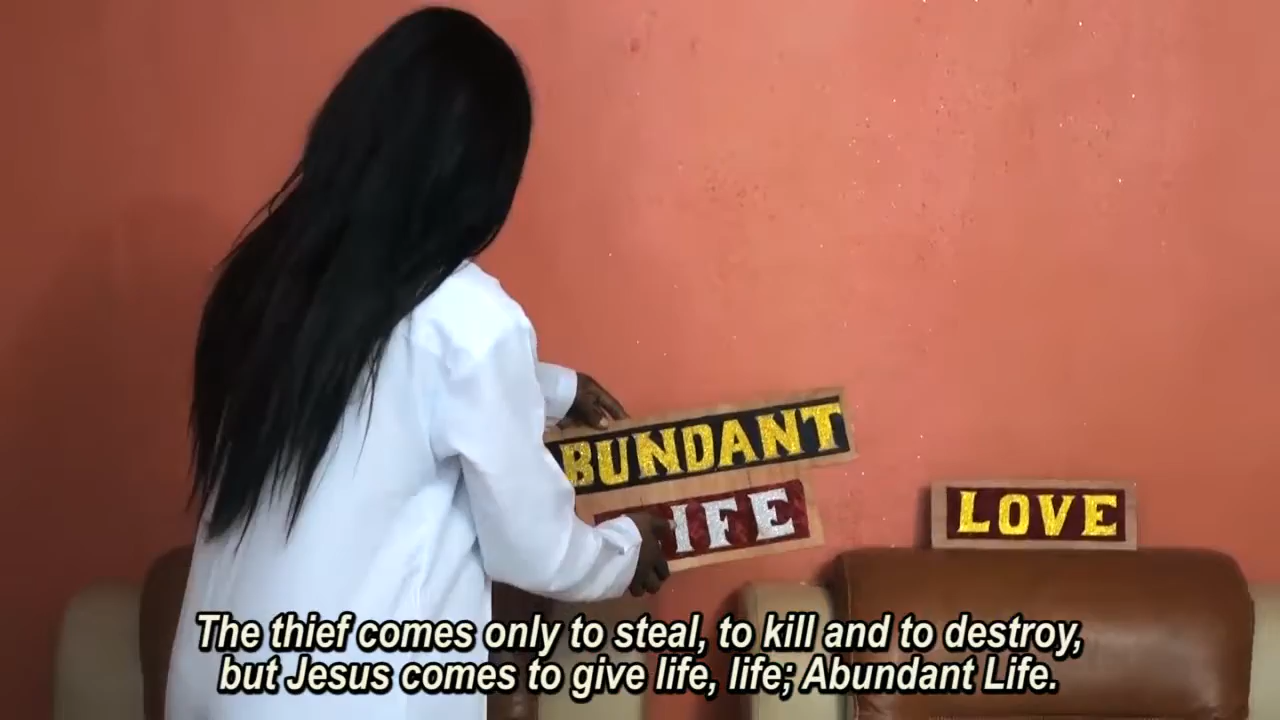 BUNDANT
IFE
LOVE
The thief comes only to steal, to kill and to destroy,
but Jesus comes to give life, life; Abundant Life.